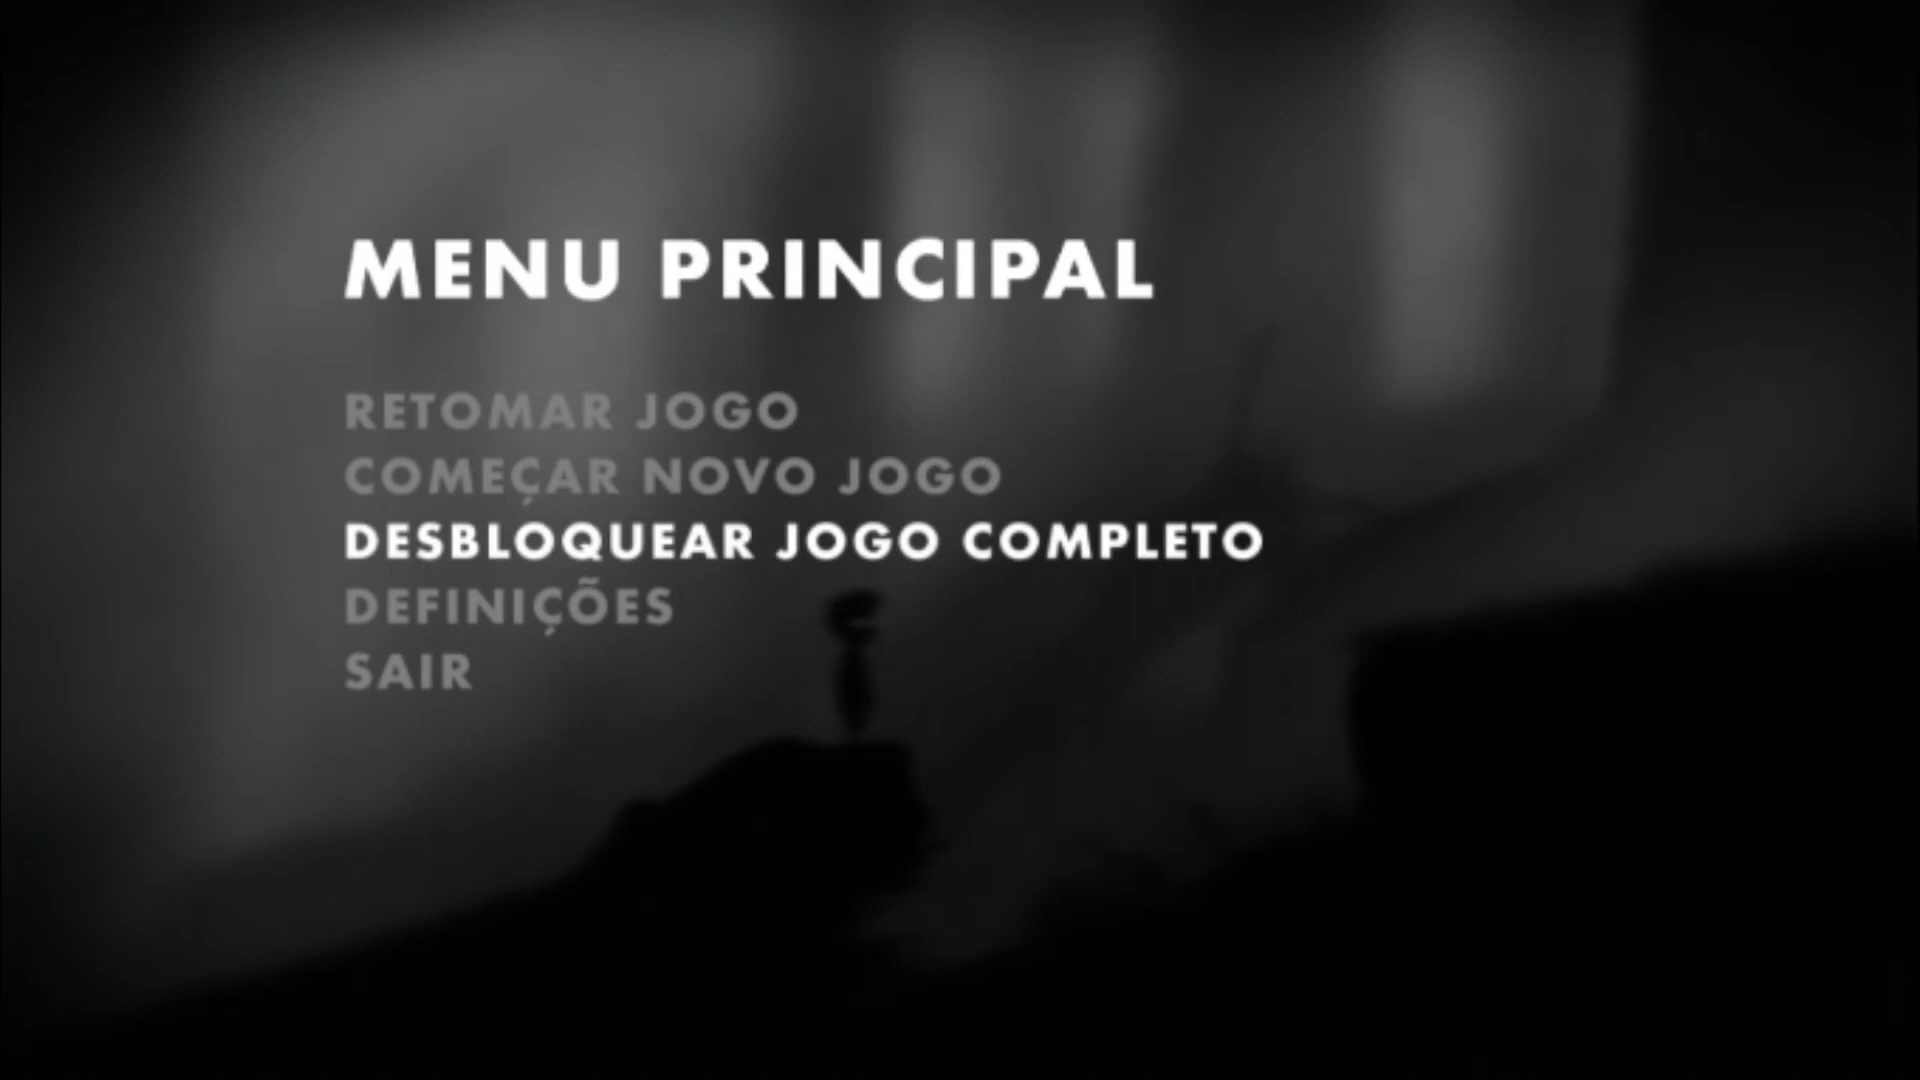 MENU PRINCIPAL
RETOMAR JOGO
COMEÇAR NOVO JOGO
DESBLOQUEAR JOGO COMPLETO
DEFINIÇÕES
SAIR